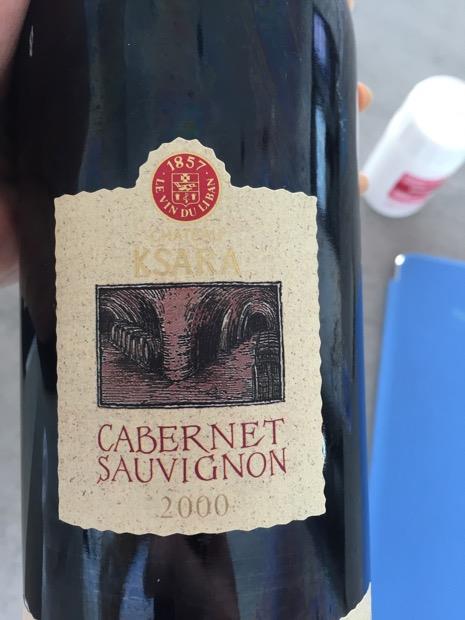 1857
LE VIN DU LIBAN
CHATEAU
KSARA
CABERNET
SAUVIGNON
2000